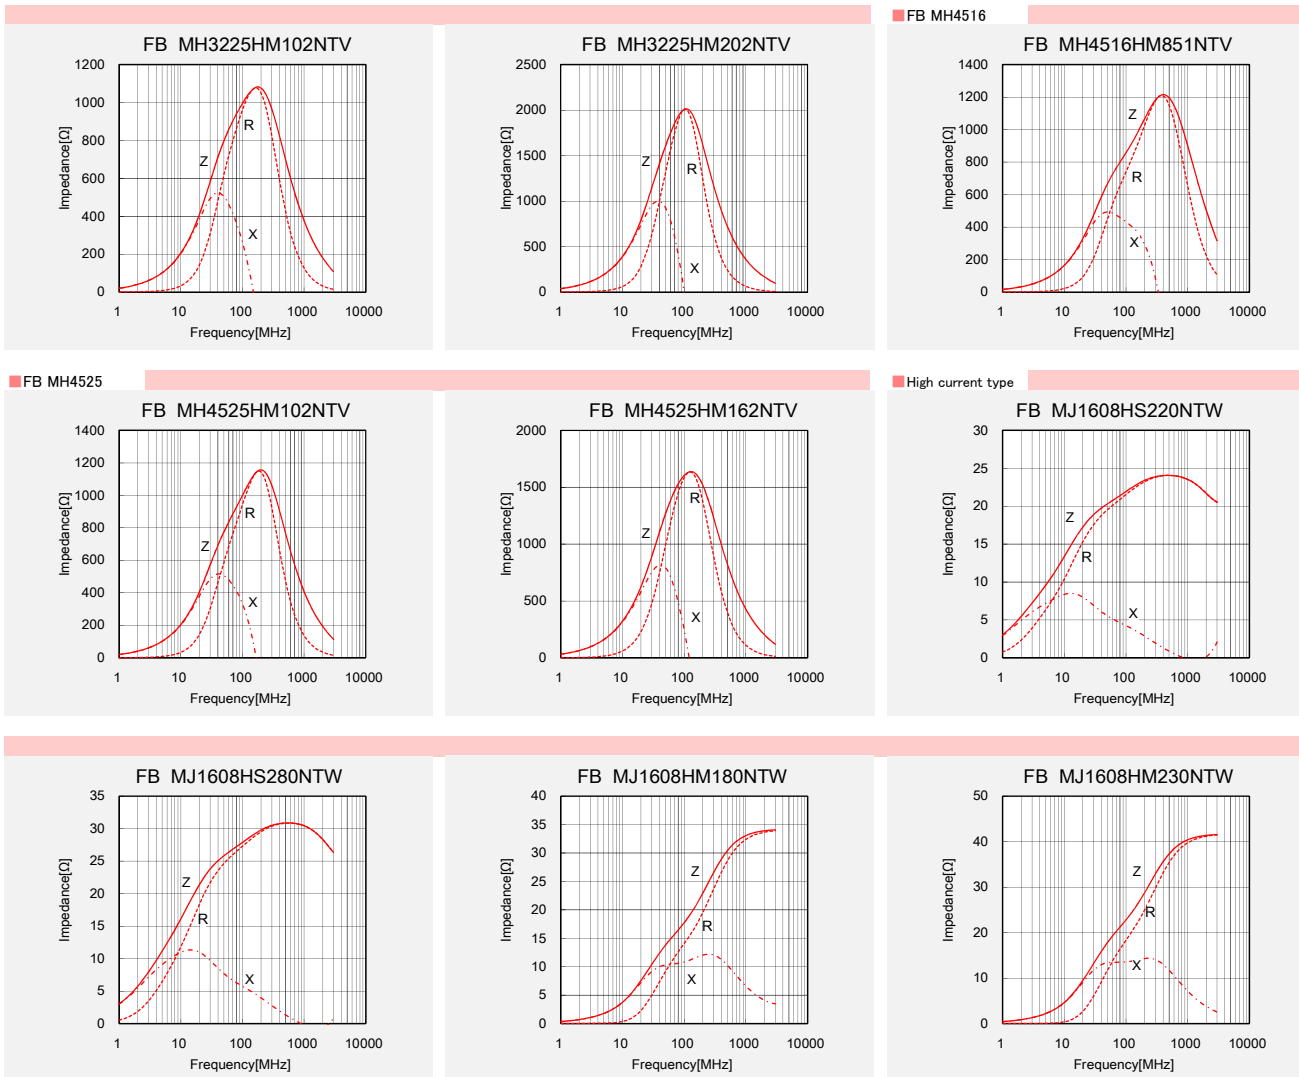 FB MH4516
FB MH3225HM102NTV
1200
1000
800
600
400
200
0
Impedance[Ω]
Z
R
X
1 10 100 1000 10000
Frequency[MHz]
FB MH3225HM202NTV
2500
2000
1500
1000
500
0
Impedance[Ω]
Z
R
X
1 10 100 1000 10000
Frequency[MHz]
FB MH4516HM851NTV
1400
1200
1000
800
600
400
200
0
Impedance[Ω]
Z
R
X
1 10 100 1000 10000
Frequency[MHz]
FB MH4525
High current type
FB MH4525HM102NTV
1400
1200
1000
800
600
400
200
0
Impedance[Ω]
R
Z
X
1 10 100 1000 10000
Frequency[MHz]
FB MH4525HM162NTV
2000
1500
1000
500
0
Impedance[Ω]
R
Z
X
1 10 100 1000 10000
Frequency[MHz]
FB MJ1608HS220NTW
30
25
20
15
10
5
0
Impedance[Ω]
Z
R
X
1 10 100 1000 10000
Frequency[MHz]
FB MJ1608HS280NTW
35
30
25
20
15
10
5
0
Impedance[Ω]
Z
R
X
1 10 100 1000 10000
Frequency[MHz]
FB MJ1608HM180NTW
40
35
30
25
20
15
10
5
0
Impedance[Ω]
Z
R
X
1 10 100 1000 10000
Frequency[MHz]
FB MJ1608HM230NTW
50
40
30
20
10
0
Impedance[Ω]
Z
R
X
1 10 100 1000 10000
Frequency[MHz]